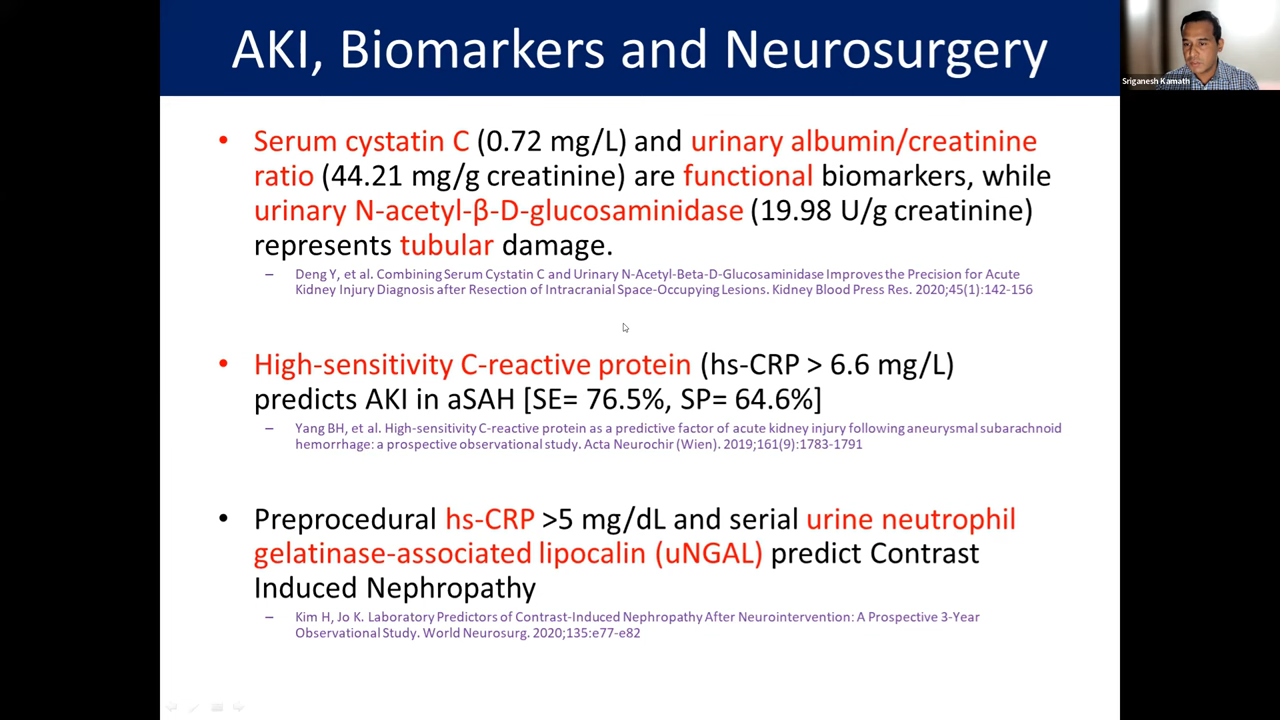 AKI, Biomarkers and Neurosurgery
Sriganesh Kamath
• Serum cystatin C (0.72 mg/L) and urinary albumin/creatinine
ratio (44.21 mg/g creatinine) are functional biomarkers, while
urinary N-acetyl-β-D-glucosaminidase (19.98 U/g creatinine)
represents tubular damage.
– Deng Y, et al. Combining Serum Cystatin C and Urinary N-Acetyl-Beta-D-Glucosaminidase Improves the Precision for Acute
Kidney Injury Diagnosis after Resection of Intracranial Space-Occupying Lesions. Kidney Blood Press Res. 2020;45(1):142-156
• High-sensitivity C-reactive protein (hs-CRP > 6.6 mg/L)
predicts AKI in aSAH [SE= 76.5%, SP= 64.6%]
– Yang BH, et al. High-sensitivity C-reactive protein as a predictive factor of acute kidney injury following aneurysmal subarachnoid
hemorrhage: a prospective observational study. Acta Neurochir (Wien). 2019;161(9):1783-1791
• Preprocedural hs-CRP >5 mg/dL and serial urine neutrophil
gelatinase-associated lipocalin (uNGAL) predict Contrast
Induced Nephropathy
– Kim H, Jo K. Laboratory Predictors of Contrast-Induced Nephropathy After Neurointervention: A Prospective 3-Year
Observational Study. World Neurosurg. 2020;135:e77-e82